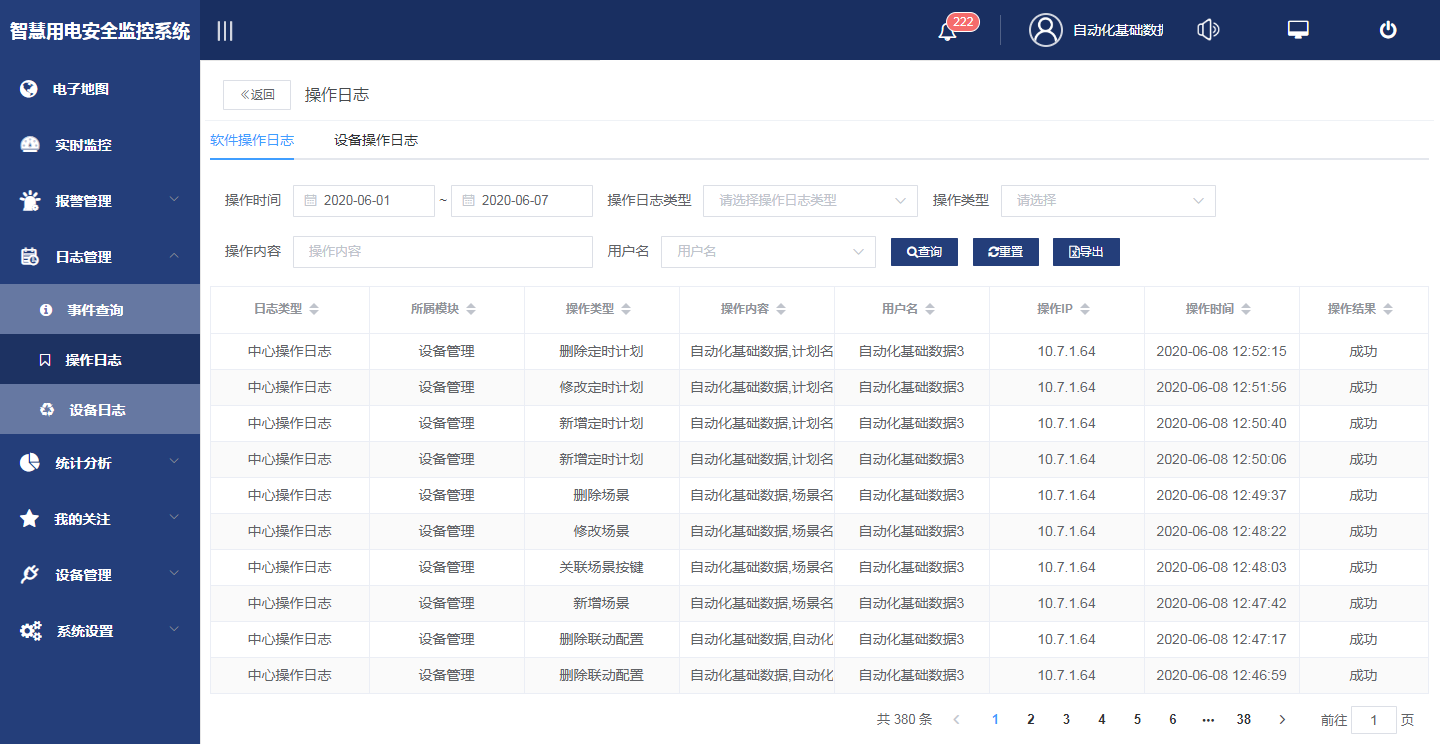 智慧用电安全监控系统
222
自动化基础数据
电子地图
实时监控
报警管理
日志管理
事件查询
操作日志
设备日志
统计分析
我的关注
设备管理
系统设置
《返回 操作日志
软件操作日志 设备操作日志
操作时间 2020-06-01 ~ 2020-06-07 操作日志类型 请选择操作日志类型 操作类型 请选择
操作内容 操作内容 用户名 用户名 查询 重置 导出
日志类型 所属模块 操作类型 操作内容 用户名 操作IP 操作时间 操作结果
中心操作日志 设备管理 删除定时计划 自动化基础数据,计划名 自动化基础数据3 10.7.1.64 2020-06-08 12:52:15 成功
中心操作日志 设备管理 修改定时计划 自动化基础数据,计划名 自动化基础数据3 10.7.1.64 2020-06-08 12:51:56 成功
中心操作日志 设备管理 新增定时计划 自动化基础数据,计划名 自动化基础数据3 10.7.1.64 2020-06-08 12:50:40 成功
中心操作日志 设备管理 新增定时计划 自动化基础数据,计划名 自动化基础数据3 10.7.1.64 2020-06-08 12:50:06 成功
中心操作日志 设备管理 删除场景 自动化基础数据,场景名 自动化基础数据3 10.7.1.64 2020-06-08 12:49:37 成功
中心操作日志 设备管理 修改场景 自动化基础数据,场景名 自动化基础数据3 10.7.1.64 2020-06-08 12:48:22 成功
中心操作日志 设备管理 关联场景按键 自动化基础数据,场景名 自动化基础数据3 10.7.1.64 2020-06-08 12:48:03 成功
中心操作日志 设备管理 新增场景 自动化基础数据,场景名 自动化基础数据3 10.7.1.64 2020-06-08 12:47:42 成功
中心操作日志 设备管理 删除联动配置 自动化基础数据,自动化 自动化基础数据3 10.7.1.64 2020-06-08 12:47:17 成功
中心操作日志 设备管理 删除联动配置 自动化基础数据,自动化 自动化基础数据3 10.7.1.64 2020-06-08 12:46:59 成功
共 380 条 < 1 2 3 4 5 6 ··· 38 > 前往 1 页